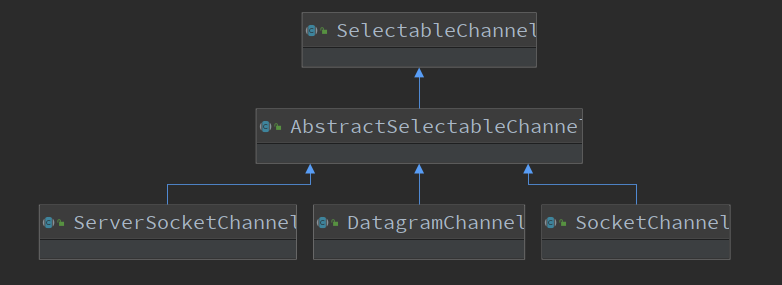 SelectableChannel
AbstractSelectableChannel
ServerSocketChannel
DatagramChannel
SocketChannel